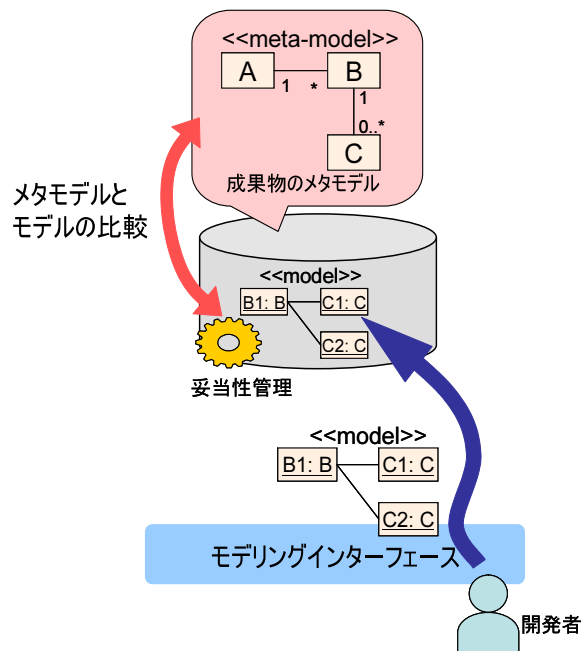 <<meta-model>>
A
B
1
*
1
0..*
C
成果物のメタモデル
メタモデルと
モデルの比較
<<model>>
B1: B
C1: C
C2: C
妥当性管理
<<model>>
B1: B
C1: C
C2: C
モデリングインターフェース
開発者